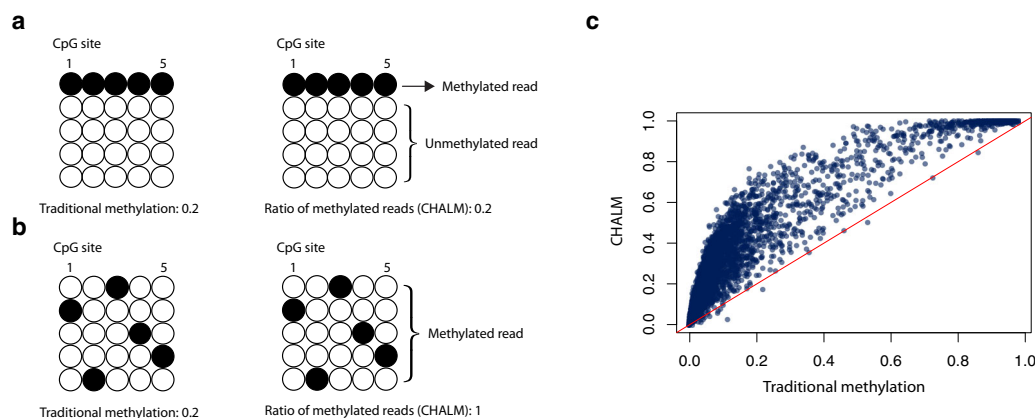 a
CpG site
1 5
Traditional methylation: 0.2
CpG site
1 5
Methylated read
Unmethylated read
Ratio of methylated reads (CHALM): 0.2
b
CpG site
1 5
Traditional methylation: 0.2
CpG site
1 5
Methylated read
Ratio of methylated reads (CHALM): 1
c
CHALM
1.0
0.8
0.6
0.4
0.2
0.0
0.0 0.2 0.4 0.6 0.8 1.0
Traditional methylation